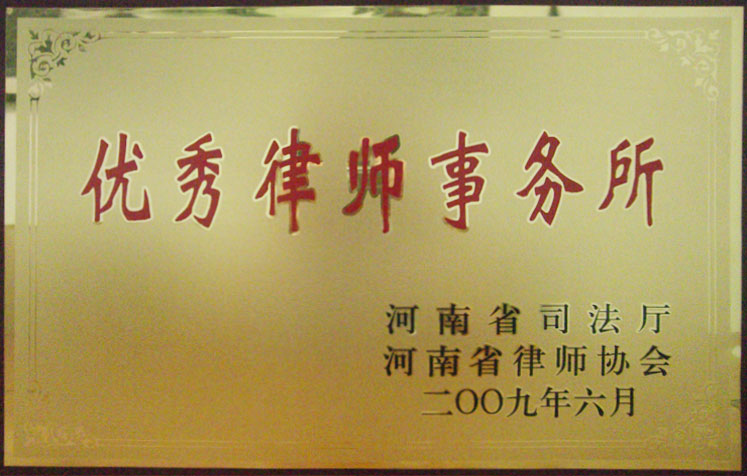 优秀律师事务所
河南省司法厅
河南省律师协会
二〇〇九年六月